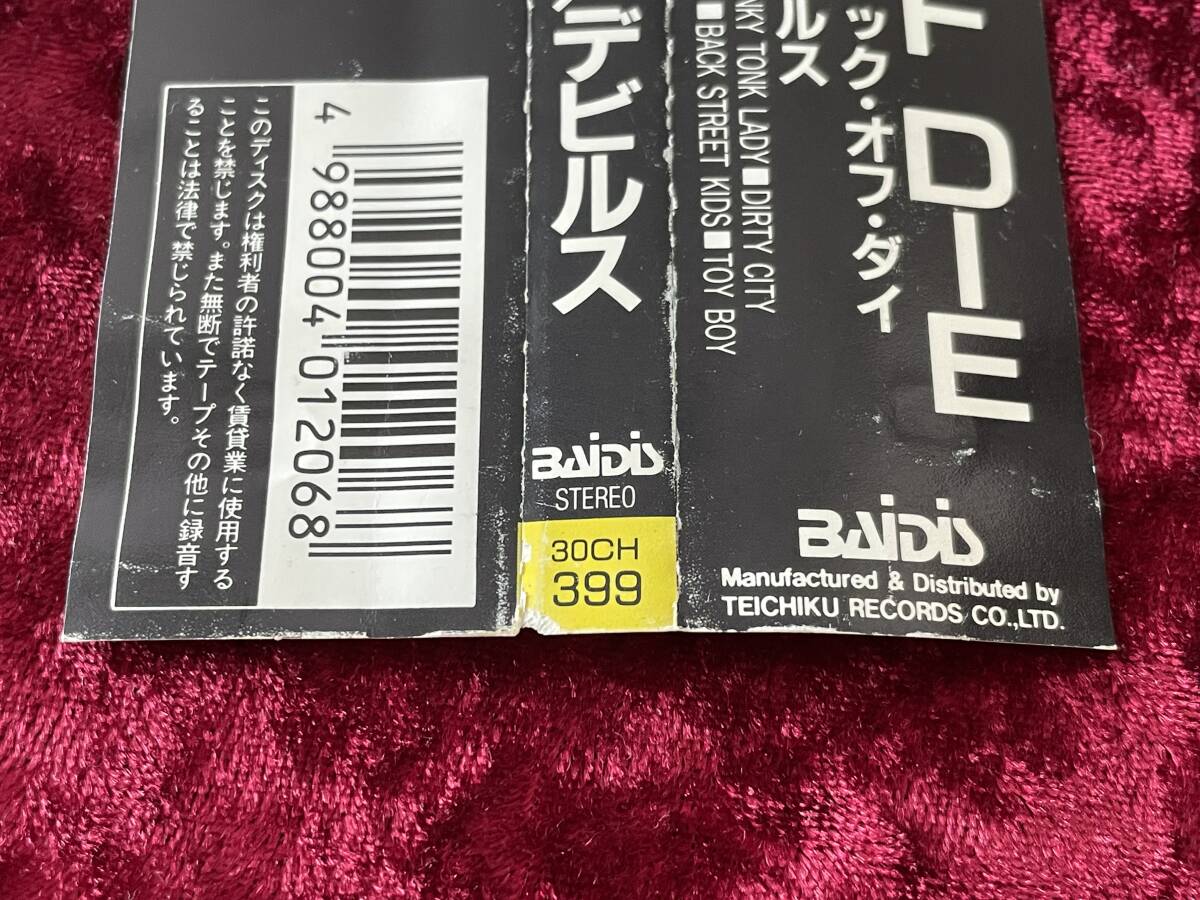 このディスクは権利者の許諾なく賃貸業に使用する
ことを禁じます。また無断でテープその他に録音す
ることは法律で禁じられています。
4 988004 012068
デビルス
BAiDiS
STEREO
30CH
399
DIE
ック・オフ・ダイ
ルス
TONK LADY■DIRTY CITY
■BACK STREET KIDS■TOY BOY
BAiDiS
Manufactured & Distributed by
TEICHIKU RECORDS CO.,LTD.